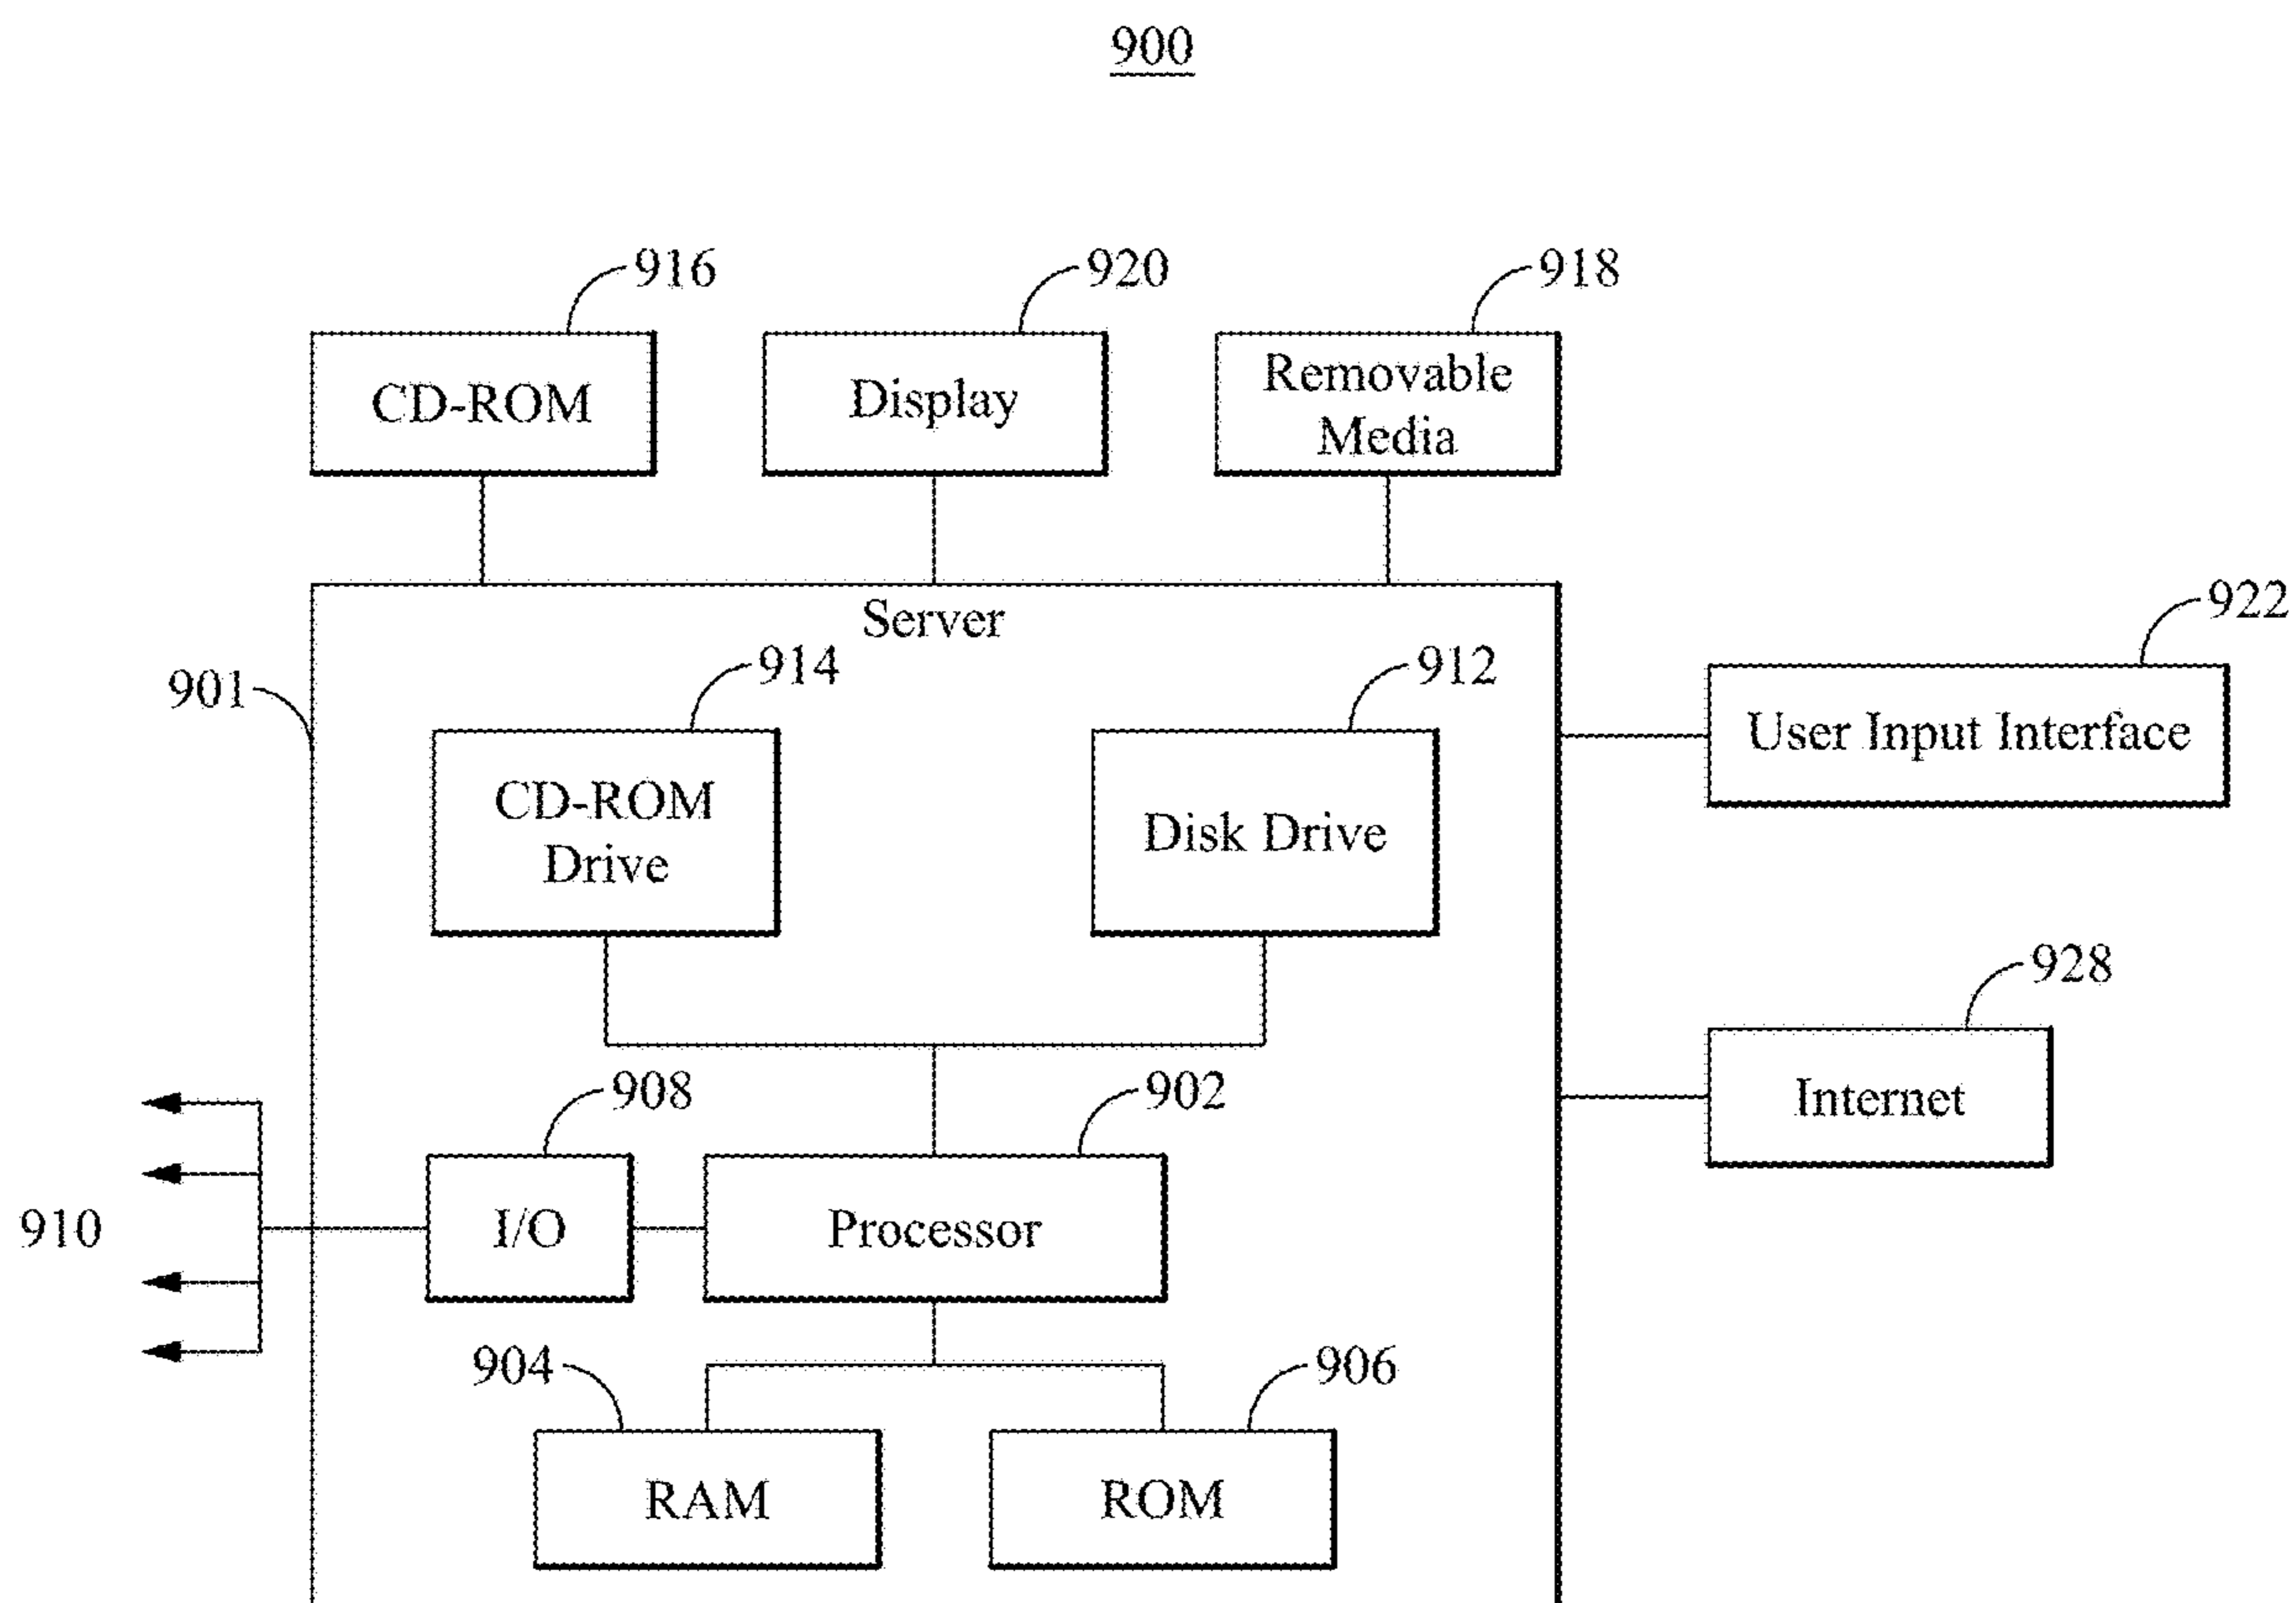 900
916
920
918
CD-ROM
Display
Removable
Media
Server
922
901
914
912
User Input Interface
CD-ROM
Drive
Disk Drive
928
Internet
908
902
910
I/O
Processor
904
906
RAM
ROM